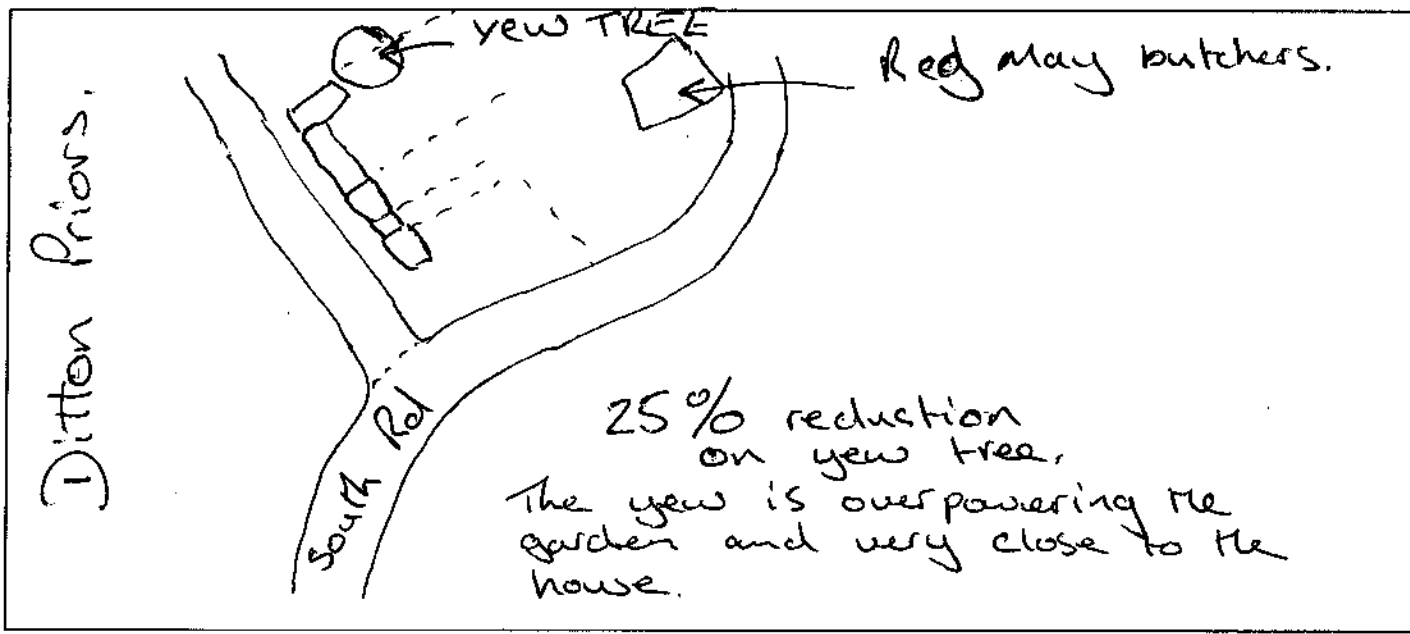 Ditton Priors.
yew TREE
Red May butchers.
South Rd
25% reduction
on yew tree.
The yew is overpowering the
garden and very close to the
house.